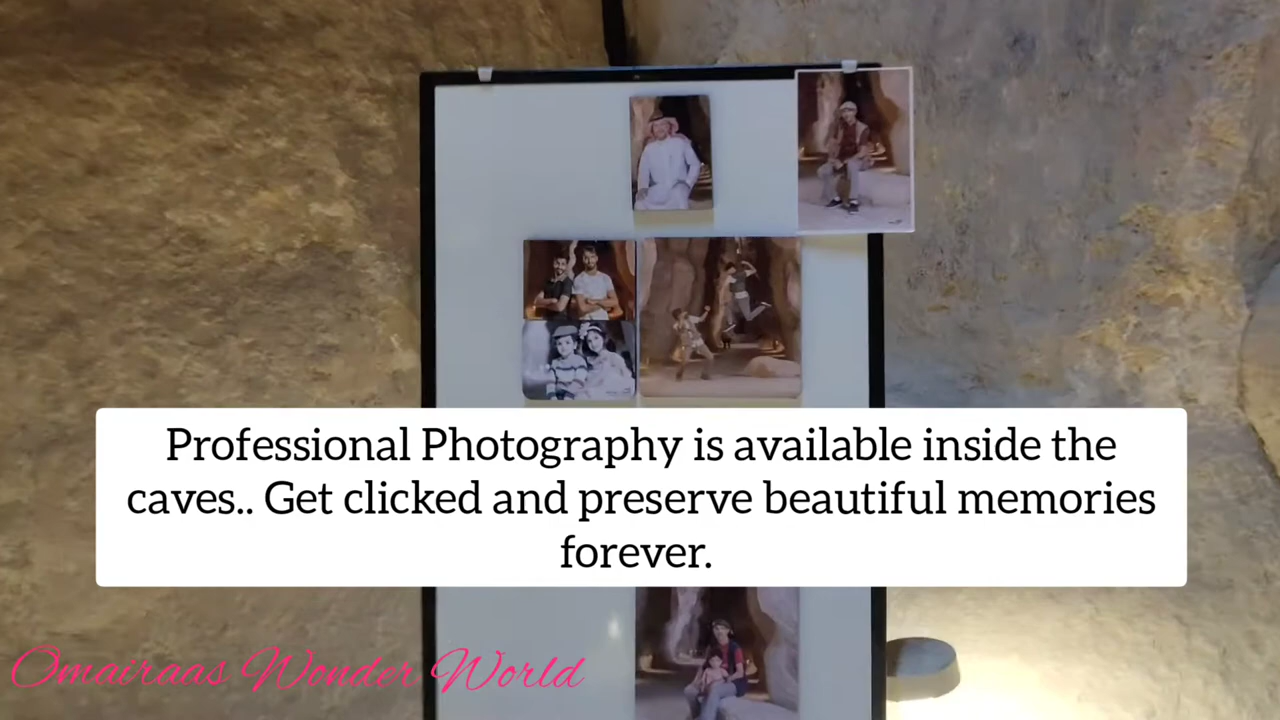 Professional Photography is available inside the
caves.. Get clicked and preserve beautiful memories
forever.
Omairaas Wonder World